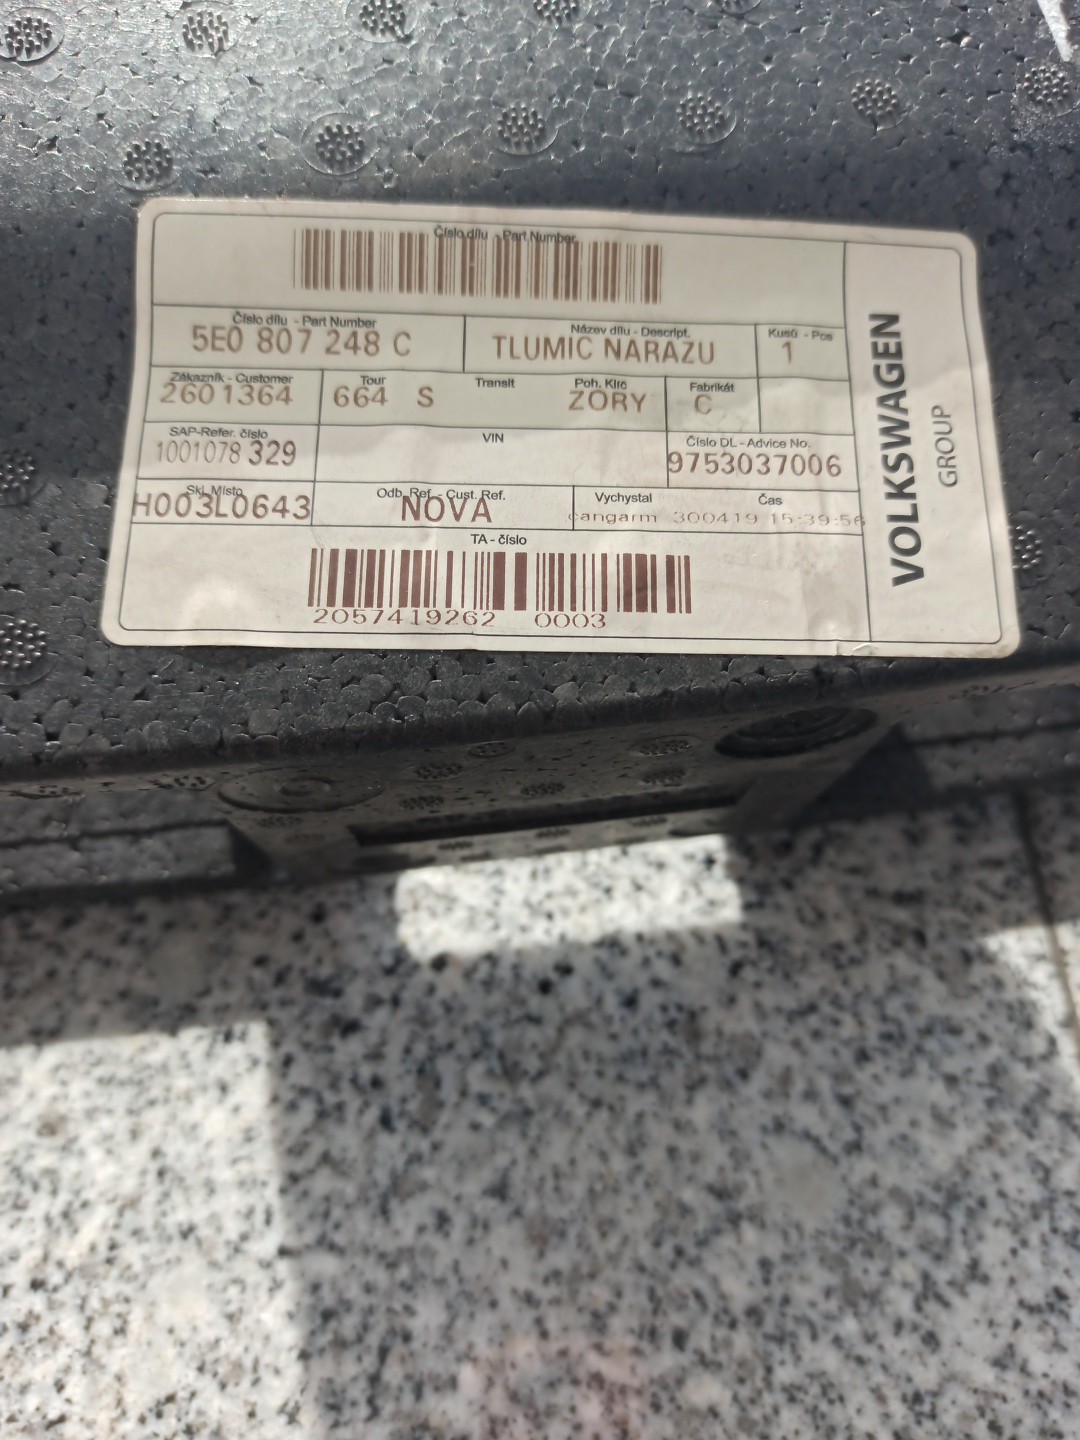 Číslo dílu - Part Number
Číslo dílu - Part Number
5E0 807 248 C
Název dílu - Descript.
TLUMIC NARAZU
Kusů - Pos
1
Zákazník - Customer
2601364
Tour
664 S
Transit
Poh. Klíč
ZORY
Fabrikát
C
SAP-Refer. číslo
1001078 329
VIN
Číslo DL - Advice No.
9753037006
Skl. Místo
H003L0643
Odb. Ref. - Cust. Ref.
NOVA
Vychystal
cangarm
Čas
300419 15:39:56
TA - číslo
2057419262 0003
VOLKSWAGEN
GROUP